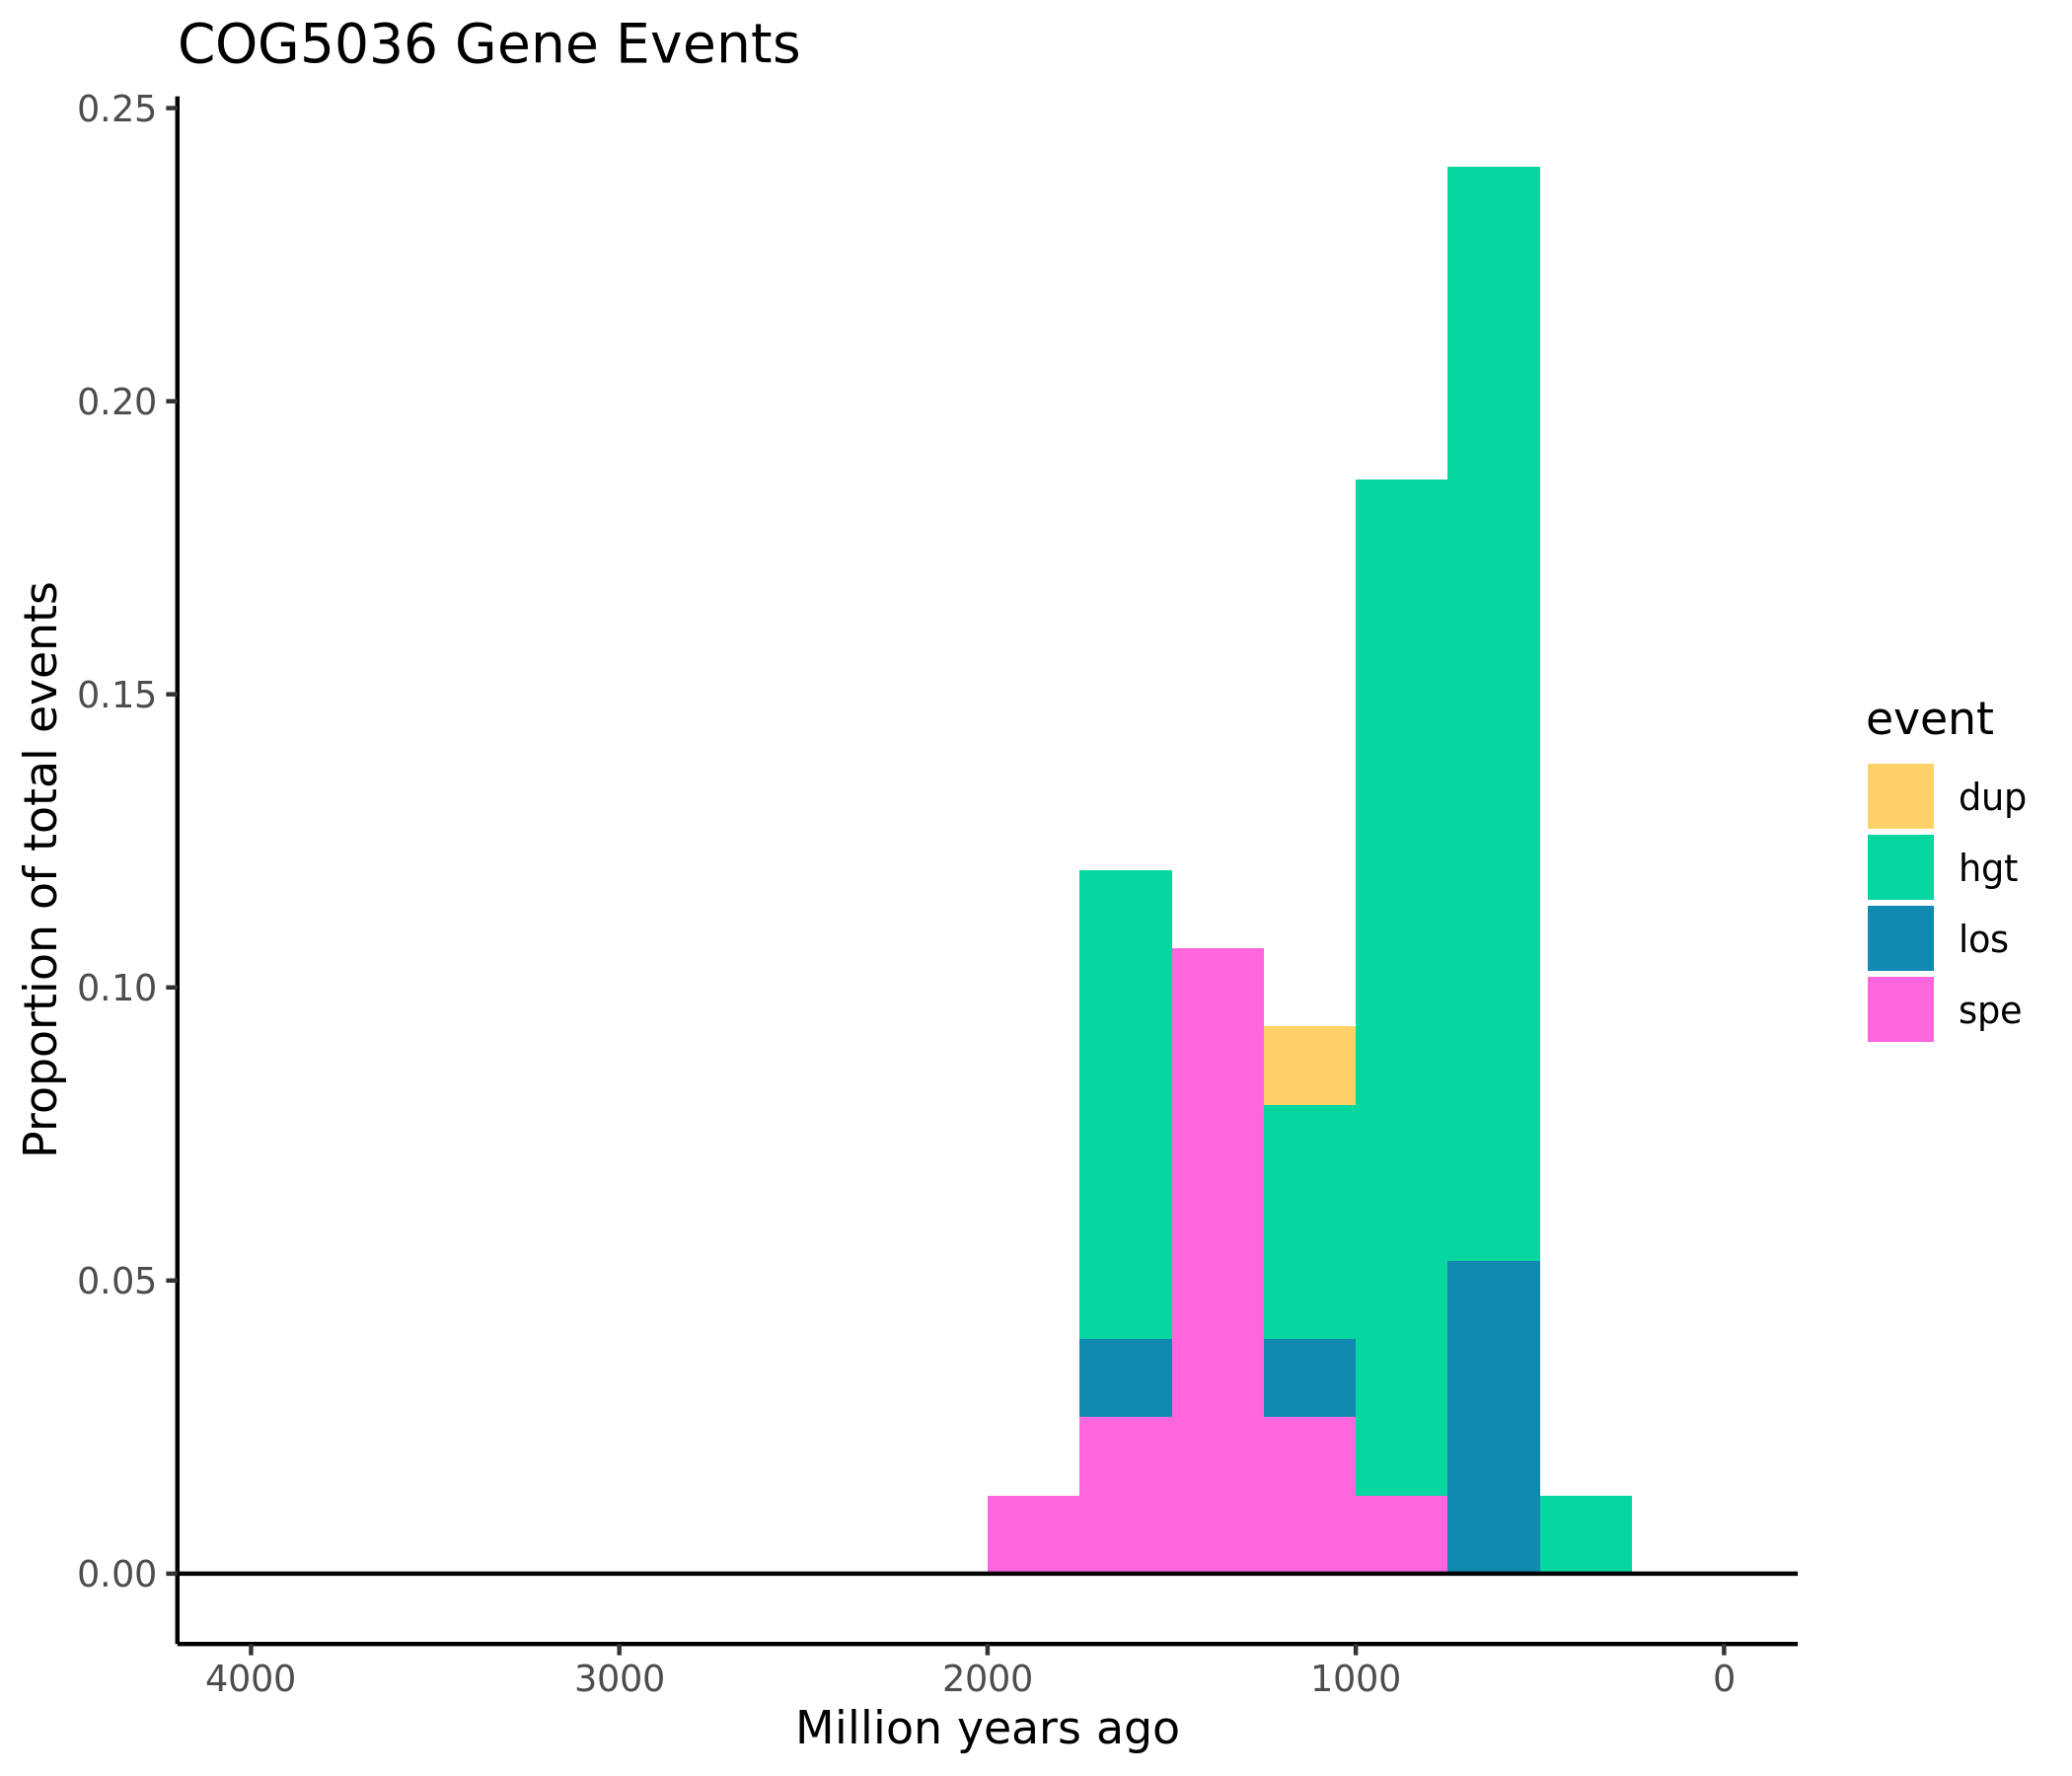 COG5036 Gene Events
0.25
0.20
0.15
0.10
0.05
0.00
Proportion of total events
4000 3000 2000 1000 0
Million years ago
event
dup
hgt
los
spe